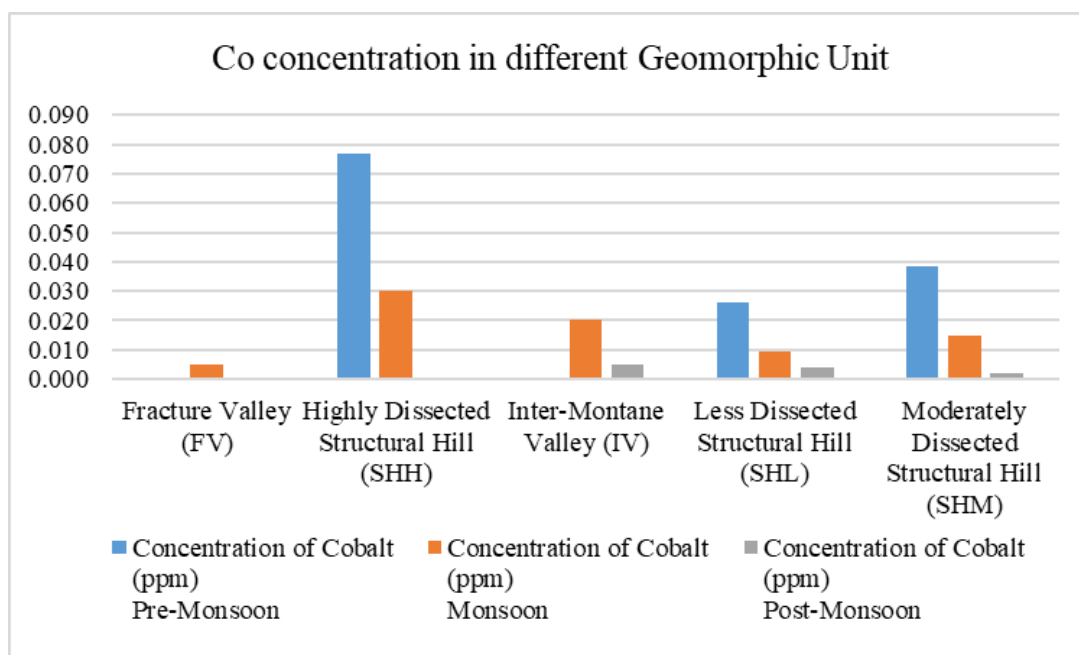 Co concentration in different Geomorphic Unit
0.090
0.080
0.070
0.060
0.050
0.040
0.030
0.020
0.010
0.000
Fracture Valley
(FV)
Highly Dissected
Structural Hill
(SHH)
Inter-Montane
Valley (IV)
Less Dissected
Structural Hill
(SHL)
Moderately
Dissected
Structural Hill
(SHM)
Concentration of Cobalt
(ppm)
Pre-Monsoon
Concentration of Cobalt
(ppm)
Monsoon
Concentration of Cobalt
(ppm)
Post-Monsoon